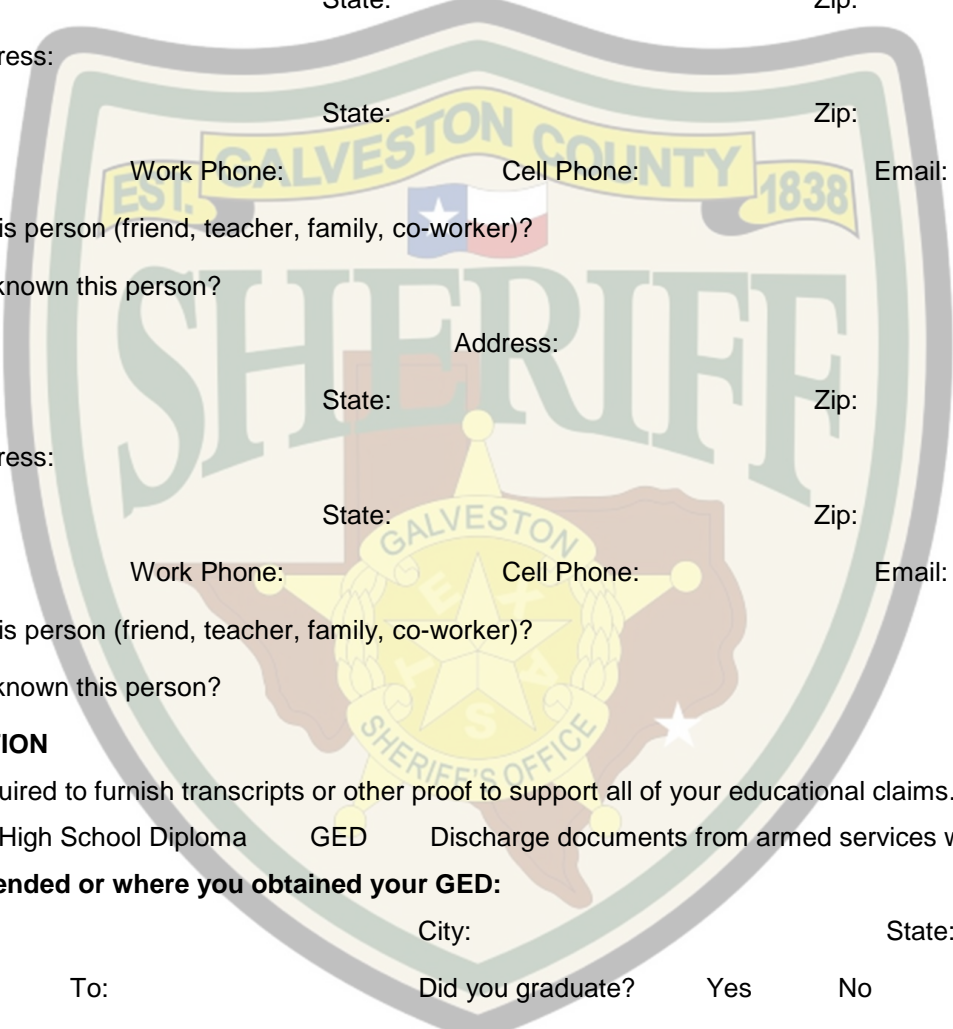 State: Zip:
ress:
State: Zip:
Work Phone: Cell Phone: Email:
is person (friend, teacher, family, co-worker)?
known this person?
Address:
State: Zip:
ress:
State: Zip:
Work Phone: Cell Phone: Email:
is person (friend, teacher, family, co-worker)?
known this person?
TION
uired to furnish transcripts or other proof to support all of your educational claims.
High School Diploma GED Discharge documents from armed services w
ended or where you obtained your GED:
City: State:
To: Did you graduate? Yes No
GALVESTON COUNTY
EST. 1838
SHERIFF
GALVESTON
TEXAS
SHERIFF'S OFFICE